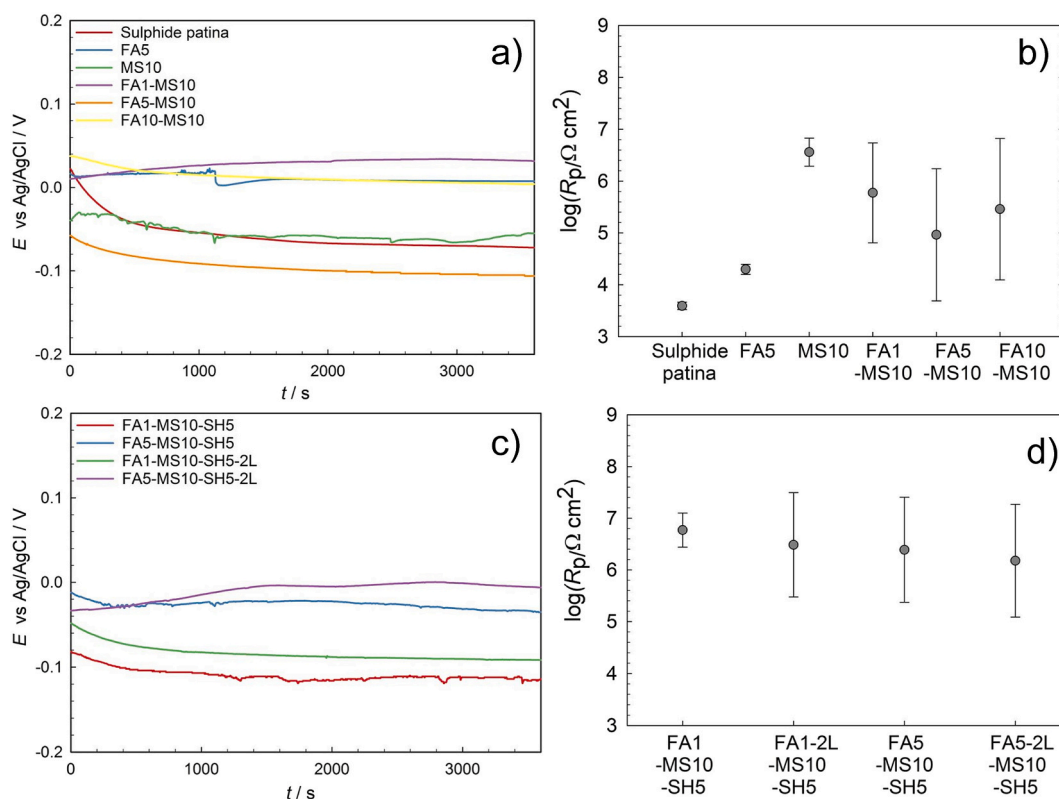 a)
Sulphide patina
FA5
MS10
FA1-MS10
FA5-MS10
FA10-MS10
0.2
0.1
0.0
-0.1
-0.2
E vs Ag/AgCl / V
0
1000
2000
3000
t / s
b)
9
8
7
6
5
4
3
log(Rp/Ω cm²)
Sulphide
patina
FA5
MS10
FA1
-MS10
FA5
-MS10
FA10
-MS10
c)
FA1-MS10-SH5
FA5-MS10-SH5
FA1-MS10-SH5-2L
FA5-MS10-SH5-2L
0.2
0.1
0.0
-0.1
-0.2
E vs Ag/AgCl / V
0
1000
2000
3000
t / s
d)
9
8
7
6
5
4
3
log(Rp/Ω cm²)
FA1
-MS10
-SH5
FA1-2L
-MS10
-SH5
FA5
-MS10
-SH5
FA5-2L
-MS10
-SH5